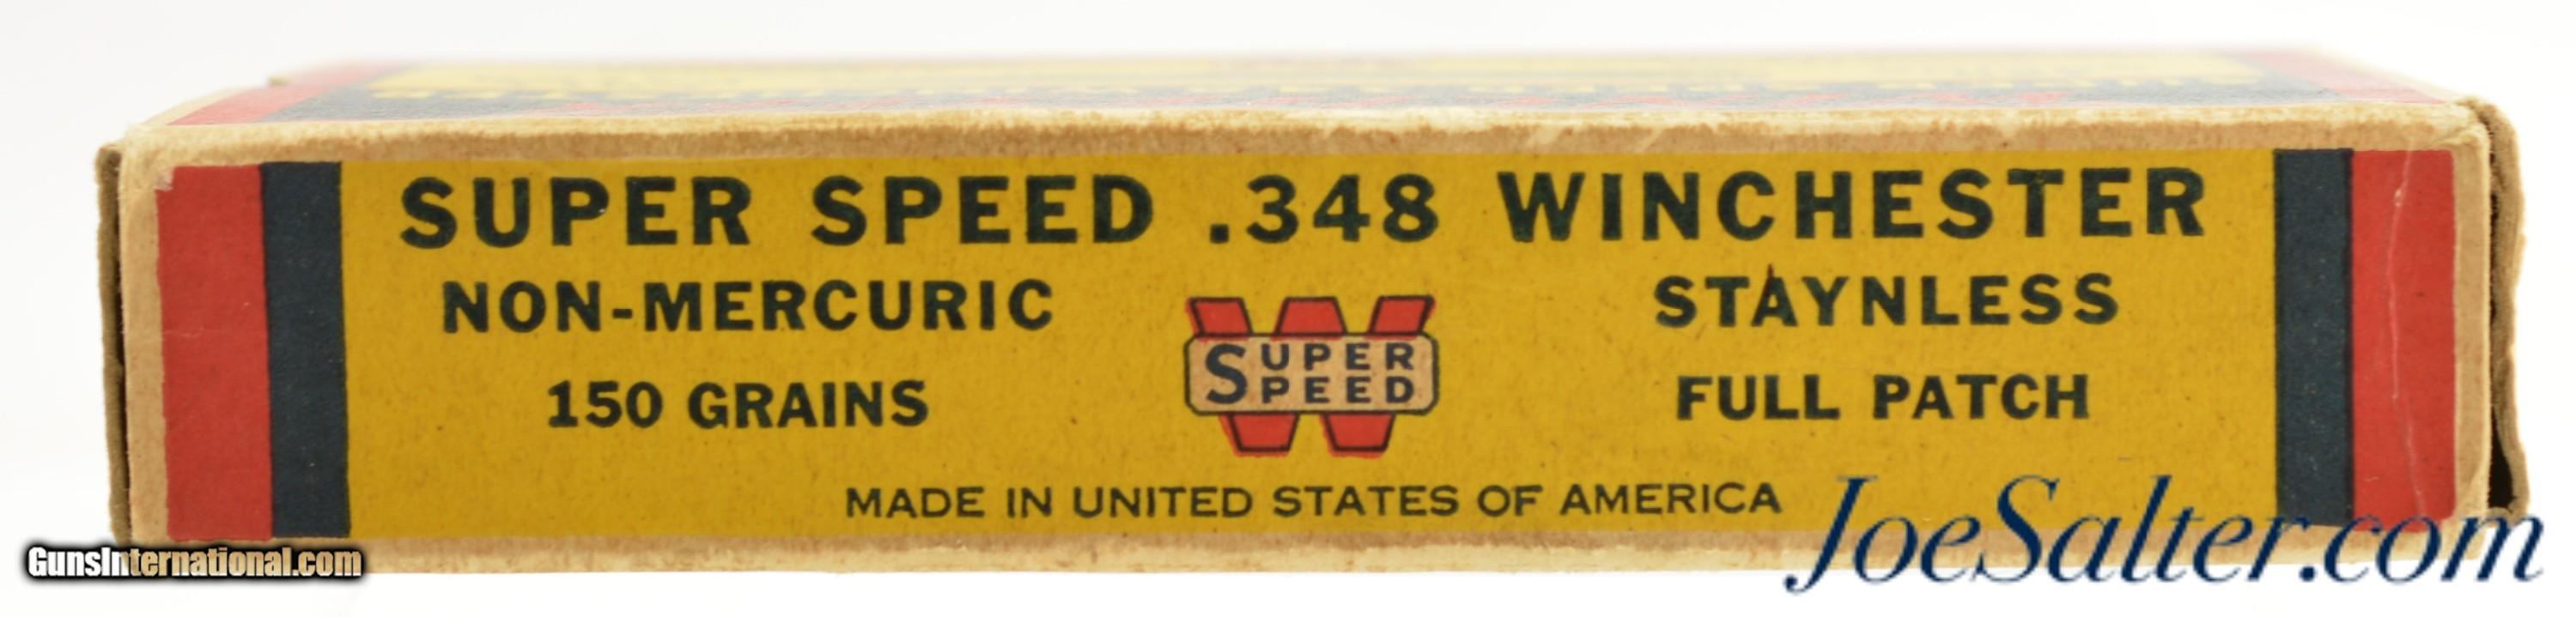 SUPER SPEED .348 WINCHESTER
NON-MERCURIC
STAYNLESS
SUPER
SPEED
150 GRAINS
FULL PATCH
MADE IN UNITED STATES OF AMERICA
JoeSalter.com
GunsInternational.com